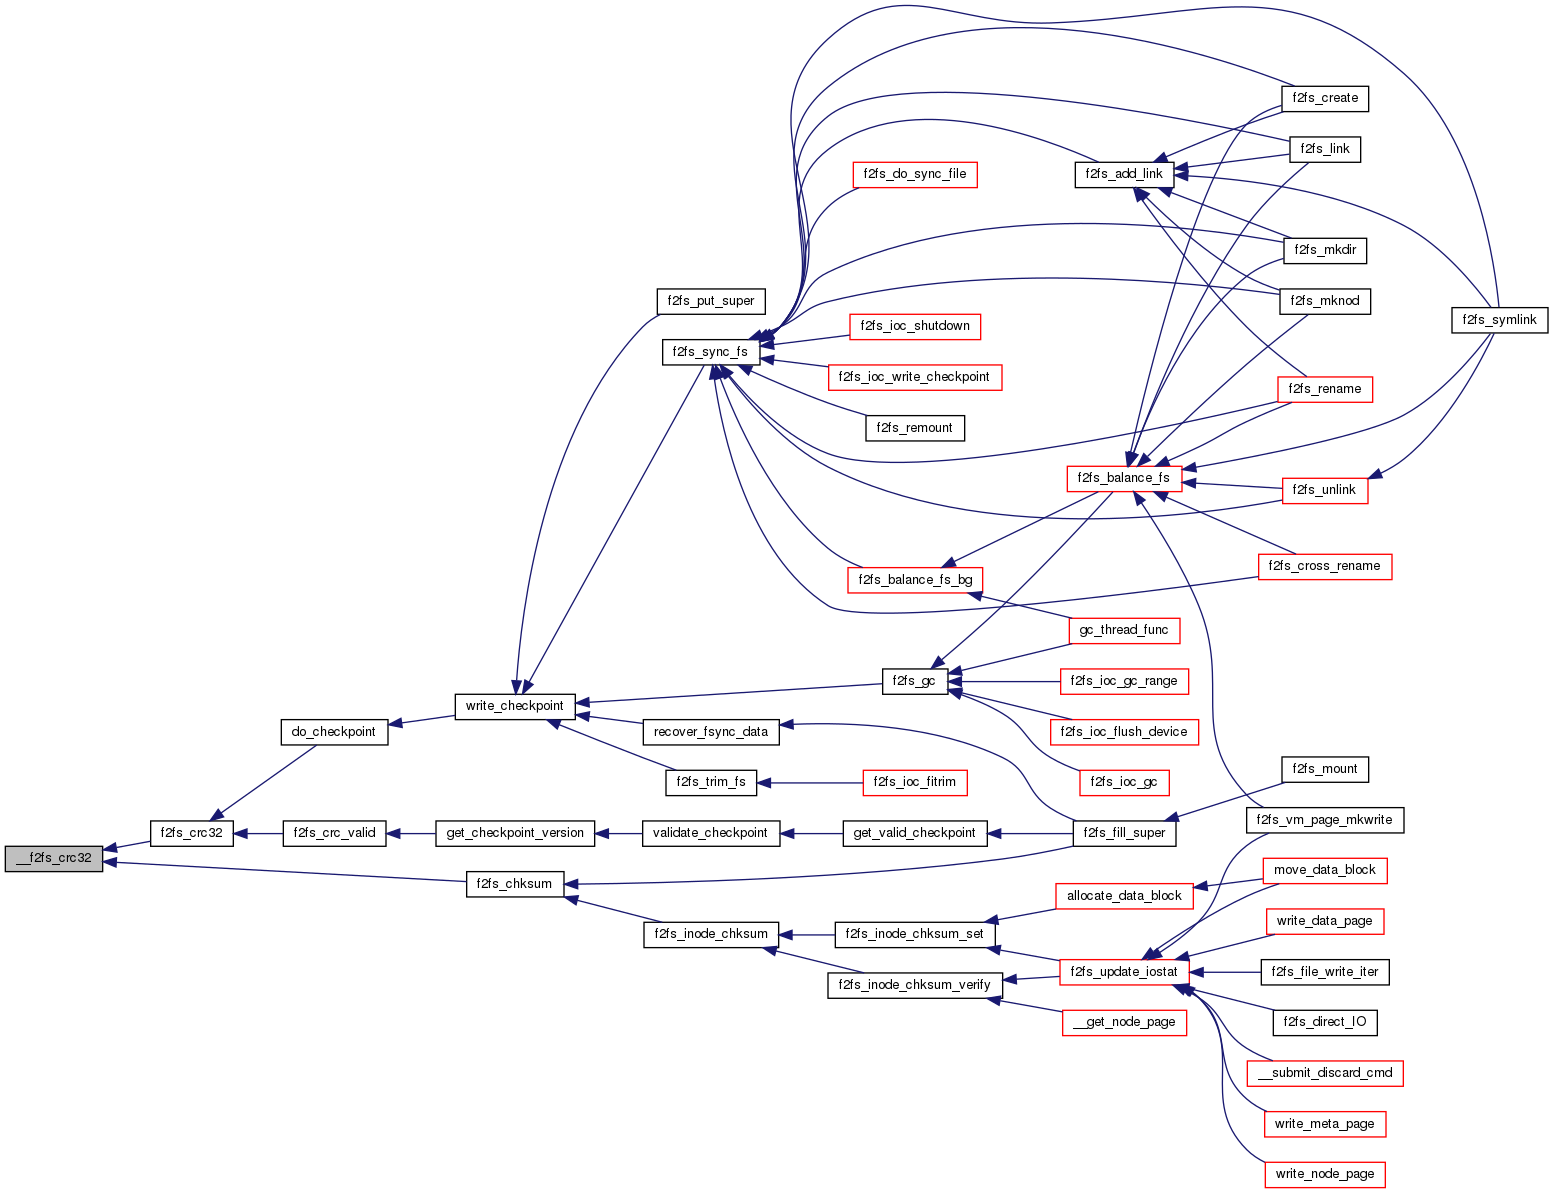 f2fs_create
f2fs_link
f2fs_add_link
f2fs_do_sync_file
f2fs_mkdir
f2fs_put_super
f2fs_mknod
f2fs_ioc_shutdown
f2fs_symlink
f2fs_sync_fs
f2fs_ioc_write_checkpoint
f2fs_rename
f2fs_remount
f2fs_balance_fs
f2fs_unlink
f2fs_cross_rename
f2fs_balance_fs_bg
gc_thread_func
f2fs_gc
f2fs_ioc_gc_range
write_checkpoint
do_checkpoint
recover_fsync_data
f2fs_ioc_flush_device
f2fs_mount
f2fs_trim_fs
f2fs_ioc_fitrim
f2fs_ioc_gc
f2fs_vm_page_mkwrite
f2fs_crc32
f2fs_crc_valid
get_checkpoint_version
validate_checkpoint
get_valid_checkpoint
f2fs_fill_super
__f2fs_crc32
move_data_block
f2fs_chksum
allocate_data_block
write_data_page
f2fs_inode_chksum
f2fs_inode_chksum_set
f2fs_update_iostat
f2fs_file_write_iter
f2fs_inode_chksum_verify
__get_node_page
f2fs_direct_IO
__submit_discard_cmd
write_meta_page
write_node_page